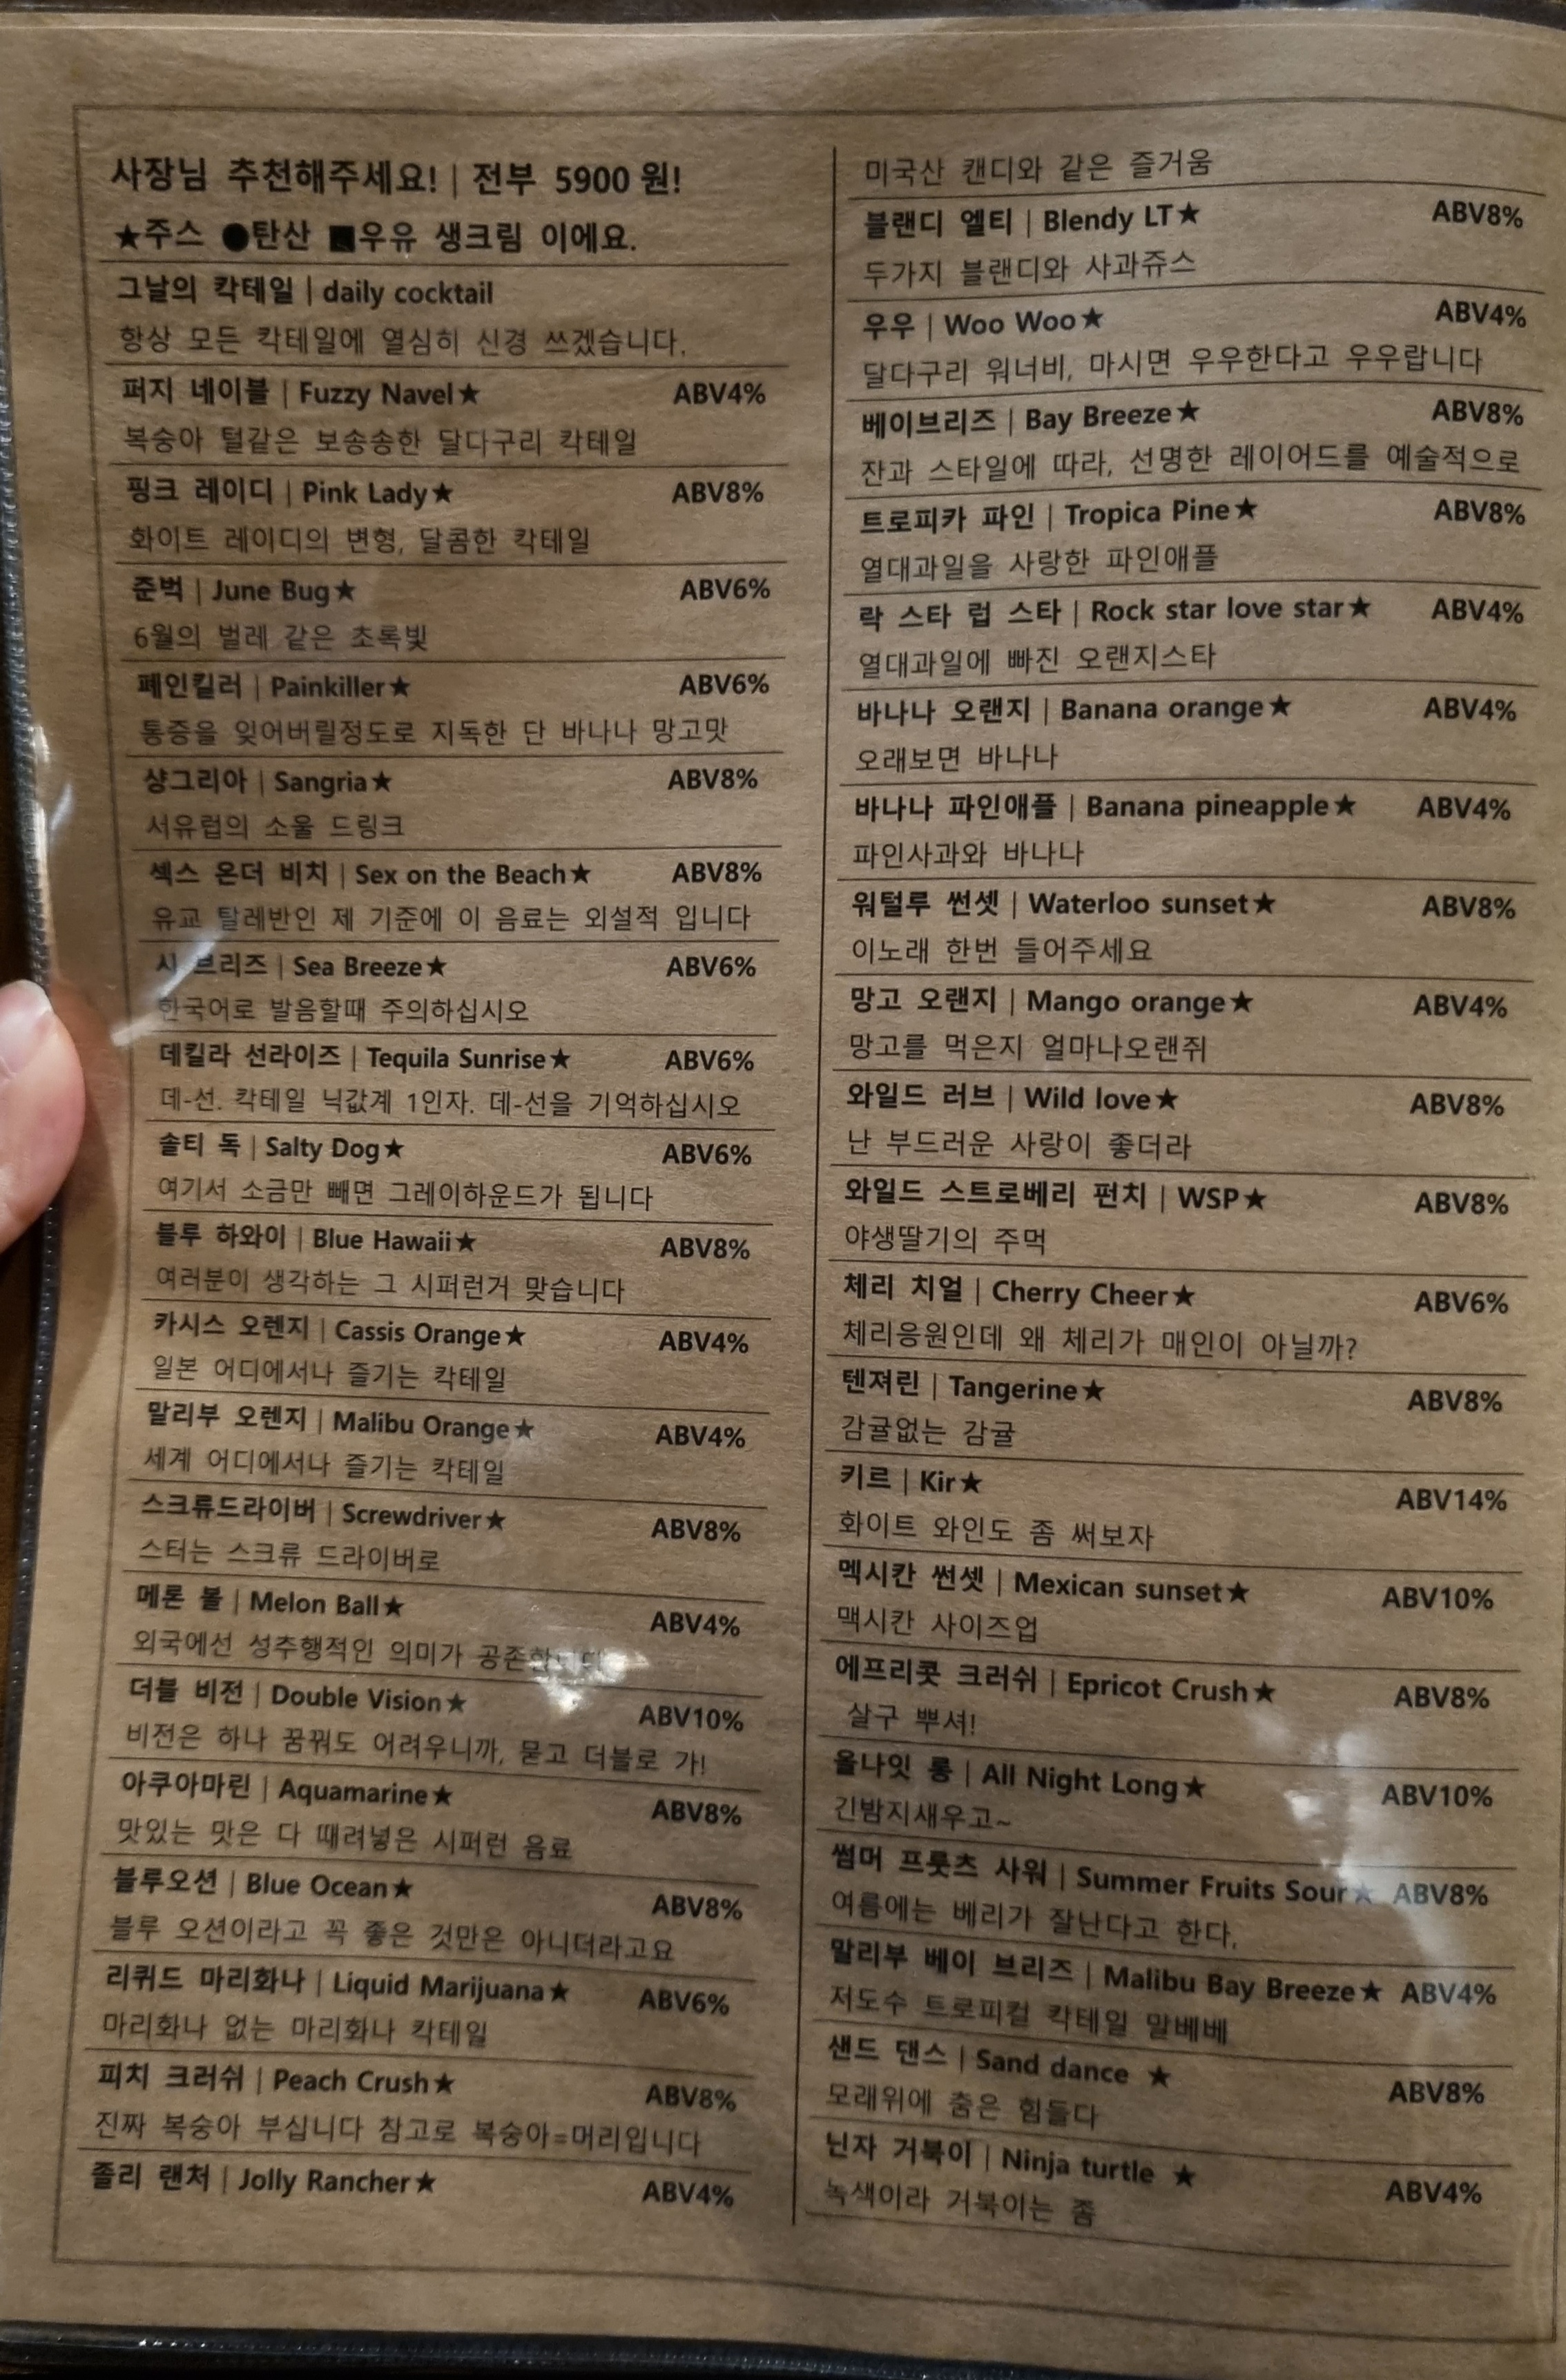 사장님 추천해주세요! | 전부 5900원!
★주스 ●탄산 ■우유 생크림 이에요.
그날의 칵테일 | daily cocktail
항상 모든 칵테일에 열심히 신경 쓰겠습니다.
퍼지 네이블 | Fuzzy Navel★ ABV4%
복숭아 털같은 보송송한 달다구리 칵테일
핑크 레이디 | Pink Lady★ ABV8%
화이트 레이디의 변형, 달콤한 칵테일
준벅 | June Bug★ ABV6%
6월의 벌레 같은 초록빛
페인킬러 | Painkiller★ ABV6%
통증을 잊어버릴정도로 지독한 단 바나나 망고맛
샹그리아 | Sangria★ ABV8%
서유럽의 소울 드링크
섹스 온더 비치 | Sex on the Beach★ ABV8%
유교 탈레반인 제 기준에 이 음료는 외설적 입니다
시 브리즈 | Sea Breeze★ ABV6%
한국어로 발음할때 주의하십시오
데킬라 선라이즈 | Tequila Sunrise★ ABV6%
데-선. 칵테일 닉값계 1인자. 데-선을 기억하십시오
솔티 독 | Salty Dog★ ABV6%
여기서 소금만 빼면 그레이하운드가 됩니다
블루 하와이 | Blue Hawaii★ ABV8%
여러분이 생각하는 그 시퍼런거 맞습니다
카시스 오렌지 | Cassis Orange★ ABV4%
일본 어디에서나 즐기는 칵테일
말리부 오렌지 | Malibu Orange★ ABV4%
세계 어디에서나 즐기는 칵테일
스크류드라이버 | Screwdriver★ ABV8%
스터는 스크류 드라이버로
메론 볼 | Melon Ball★ ABV4%
외국에선 성추행적인 의미가 공존합니다
더블 비전 | Double Vision★ ABV10%
비전은 하나 꿈꿔도 어려우니까, 묻고 더블로 가!
아쿠아마린 | Aquamarine★ ABV8%
맛있는 맛은 다 때려넣은 시퍼런 음료
블루오션 | Blue Ocean★ ABV8%
블루 오션이라고 꼭 좋은 것만은 아니더라고요
리퀴드 마리화나 | Liquid Marijuana★ ABV6%
마리화나 없는 마리화나 칵테일
피치 크러쉬 | Peach Crush★ ABV8%
진짜 복숭아 부십니다 참고로 복숭아=머리입니다
졸리 랜처 | Jolly Rancher★ ABV4%
미국산 캔디와 같은 즐거움
블랜디 엘티 | Blendy LT★ ABV8%
두가지 블랜디와 사과쥬스
우우 | Woo Woo★ ABV4%
달다구리 워너비, 마시면 우우한다고 우우랍니다
베이브리즈 | Bay Breeze★ ABV8%
잔과 스타일에 따라, 선명한 레이어드를 예술적으로
트로피카 파인 | Tropica Pine★ ABV8%
열대과일을 사랑한 파인애플
락 스타 럽 스타 | Rock star love star★ ABV4%
열대과일에 빠진 오랜지스타
바나나 오랜지 | Banana orange★ ABV4%
오래보면 바나나
바나나 파인애플 | Banana pineapple★ ABV4%
파인사과와 바나나
워털루 썬셋 | Waterloo sunset★ ABV8%
이노래 한번 들어주세요
망고 오랜지 | Mango orange★ ABV4%
망고를 먹은지 얼마나오랜쥐
와일드 러브 | Wild love★ ABV8%
난 부드러운 사랑이 좋더라
와일드 스트로베리 펀치 | WSP★ ABV8%
야생딸기의 주먹
체리 치얼 | Cherry Cheer★ ABV6%
체리응원인데 왜 체리가 매인이 아닐까?
텐져린 | Tangerine★ ABV8%
감귤없는 감귤
키르 | Kir★ ABV14%
화이트 와인도 좀 써보자
멕시칸 썬셋 | Mexican sunset★ ABV10%
맥시칸 사이즈업
에프리콧 크러쉬 | Epricot Crush★ ABV8%
살구 뿌셔!
올나잇 롱 | All Night Long★ ABV10%
긴밤지새우고~
썸머 프룻츠 사워 | Summer Fruits Sour★ ABV8%
여름에는 베리가 잘난다고 한다.
말리부 베이 브리즈 | Malibu Bay Breeze★ ABV4%
저도수 트로피컬 칵테일 말베베
샌드 댄스 | Sand dance ★ ABV8%
모래위에 춤은 힘들다
닌자 거북이 | Ninja turtle ★ ABV4%
녹색이라 거북이는 좀